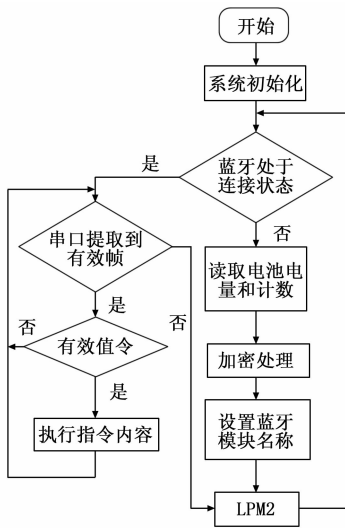 开始
系统初始化
蓝牙处于
连接状态
是
否
串口提取到
有效帧
是
否
读取电池电
量和计数
有效值令
否
是
加密处理
执行指令内容
设置蓝牙
模块名称
LPM2